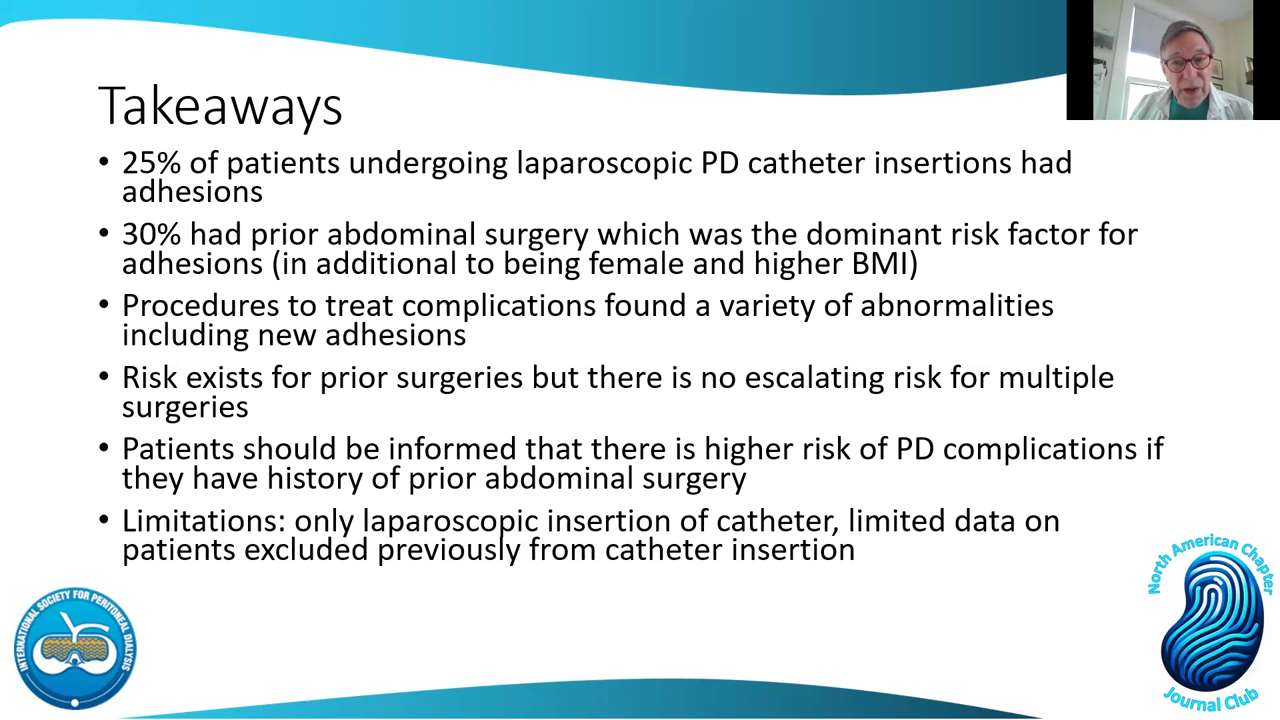 Takeaways
• 25% of patients undergoing laparoscopic PD catheter insertions had
adhesions
• 30% had prior abdominal surgery which was the dominant risk factor for
adhesions (in additional to being female and higher BMI)
• Procedures to treat complications found a variety of abnormalities
including new adhesions
• Risk exists for prior surgeries but there is no escalating risk for multiple
surgeries
• Patients should be informed that there is higher risk of PD complications if
they have history of prior abdominal surgery
• Limitations: only laparoscopic insertion of catheter, limited data on
patients excluded previously from catheter insertion
INTERNATIONAL SOCIETY FOR PERITONEAL DIALYSIS
North American Chapter
Journal Club